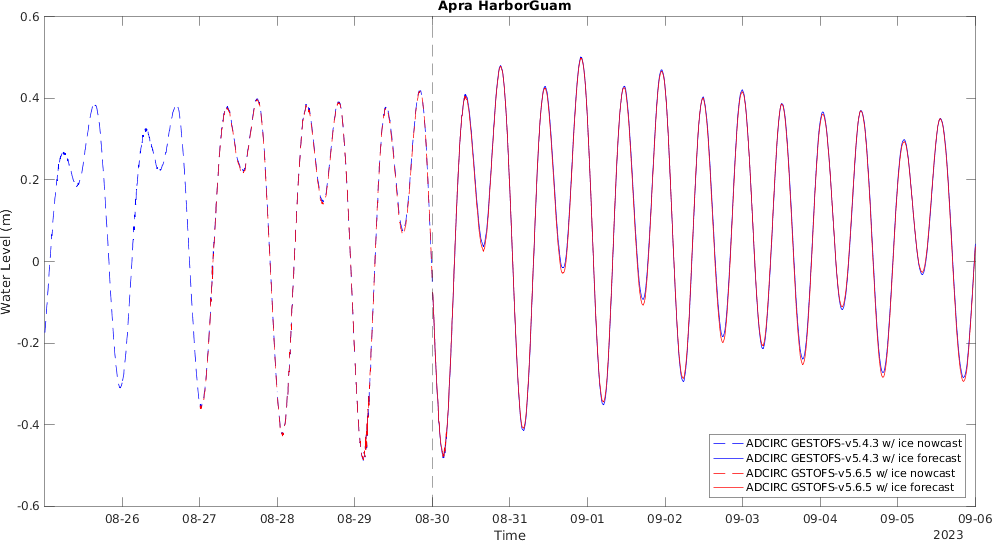 Apra HarborGuam
0.6
0.4
0.2
0
-0.2
-0.4
-0.6
Water Level (m)
ADCIRC GESTOFS-v5.4.3 w/ ice nowcast
ADCIRC GESTOFS-v5.4.3 w/ ice forecast
ADCIRC GSTOFS-v5.6.5 w/ ice nowcast
ADCIRC GSTOFS-v5.6.5 w/ ice forecast
08-26 08-27 08-28 08-29 08-30 08-31 09-01 09-02 09-03 09-04 09-05 09-06
Time
2023